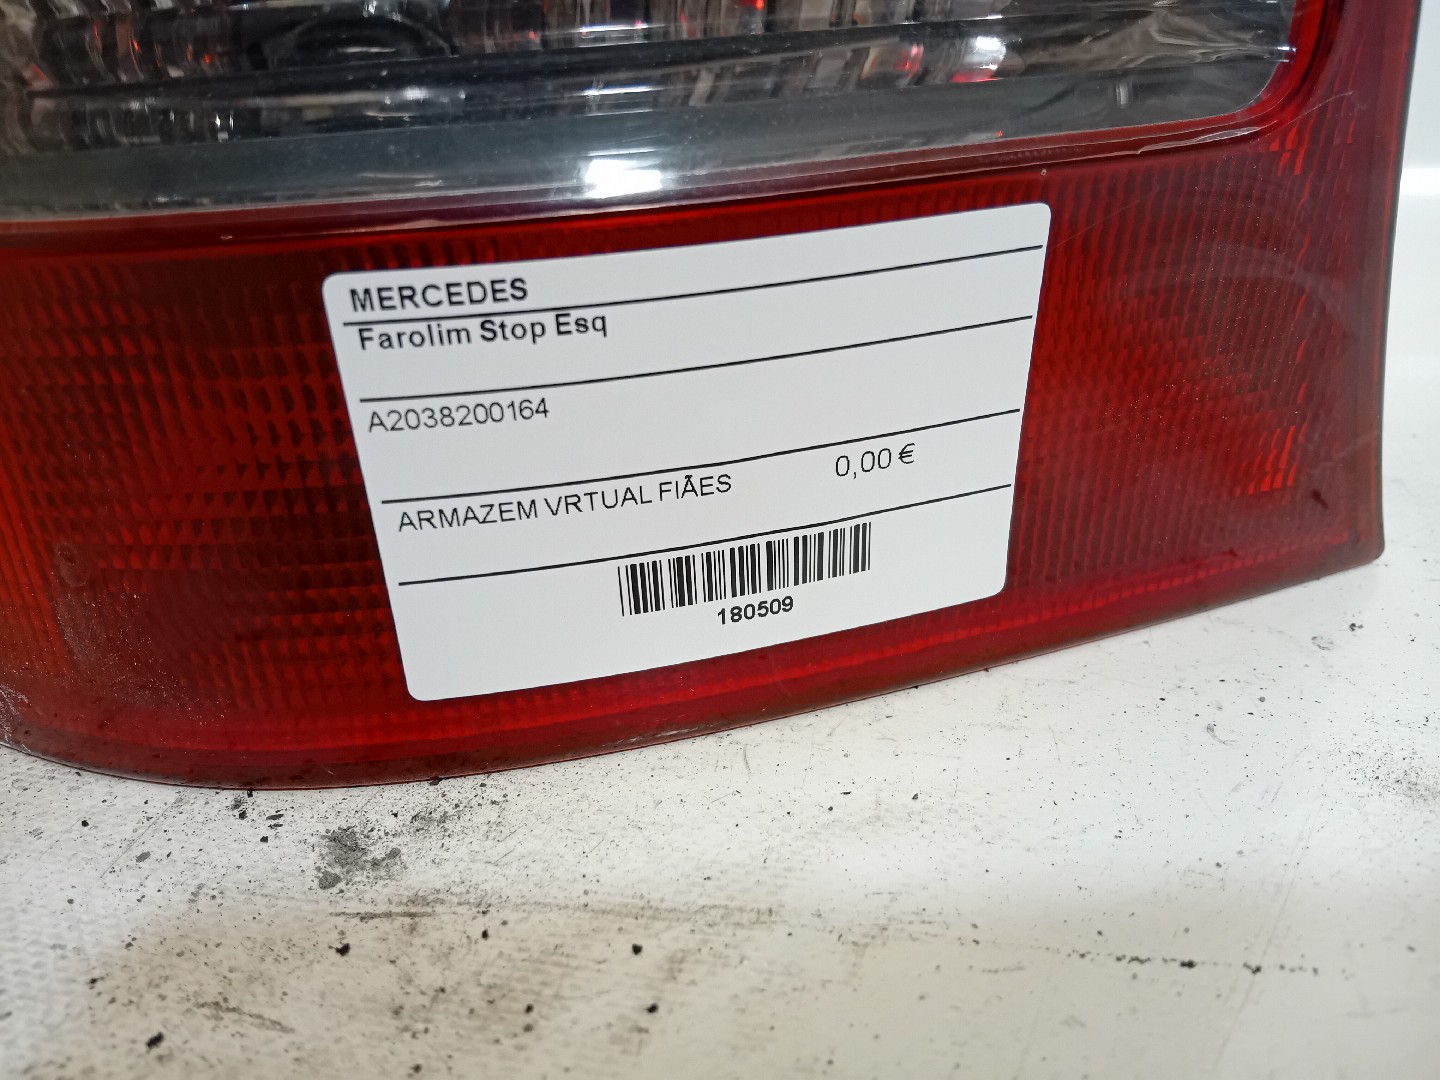 MERCEDES
Farolim Stop Esq
A2038200164
ARMAZEM VRTUAL FIÃES 0,00 €
180509